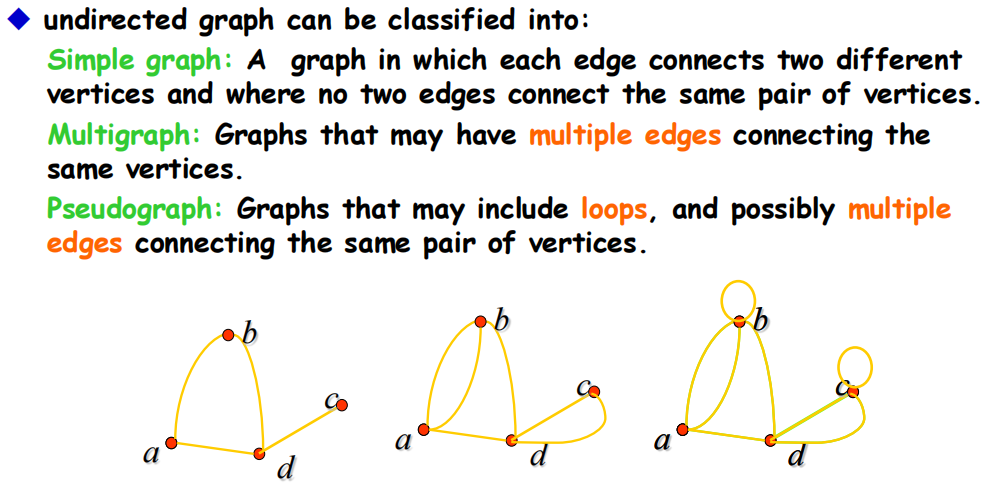 undirected graph can be classified into:
Simple graph: A graph in which each edge connects two different
vertices and where no two edges connect the same pair of vertices.
Multigraph: Graphs that may have multiple edges connecting the
same vertices.
Pseudograph: Graphs that may include loops, and possibly multiple
edges connecting the same pair of vertices.
b
c
a
d
b
c
a
d
b
c
a
d